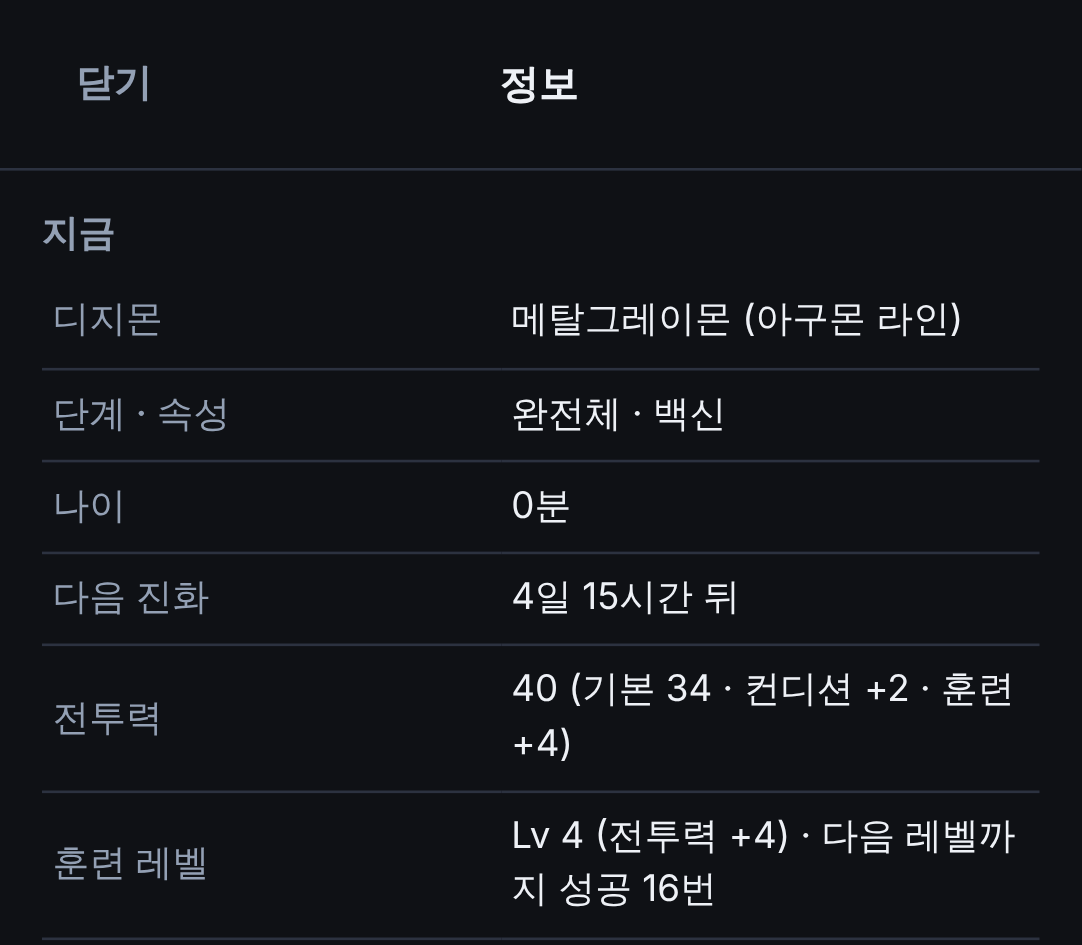 닫기 정보
지금
디지몬 메탈그레이몬 (아구몬 라인)
단계 · 속성 완전체 · 백신
나이 0분
다음 진화 4일 15시간 뒤
전투력 40 (기본 34 · 컨디션 +2 · 훈련
+4)
훈련 레벨 Lv 4 (전투력 +4) · 다음 레벨까
지 성공 16번